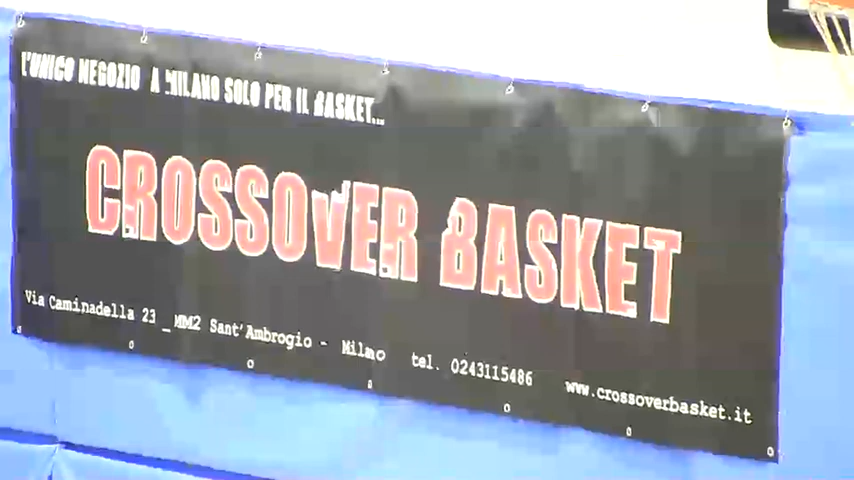 L'UNICO NEGOZIO A MILANO SOLO PER IL BASKET...
CROSSOVER BASKET
Via Caminadella 23 _ MM2 Sant'Ambrogio - Milano tel. 0243115486 www.crossoverbasket.it